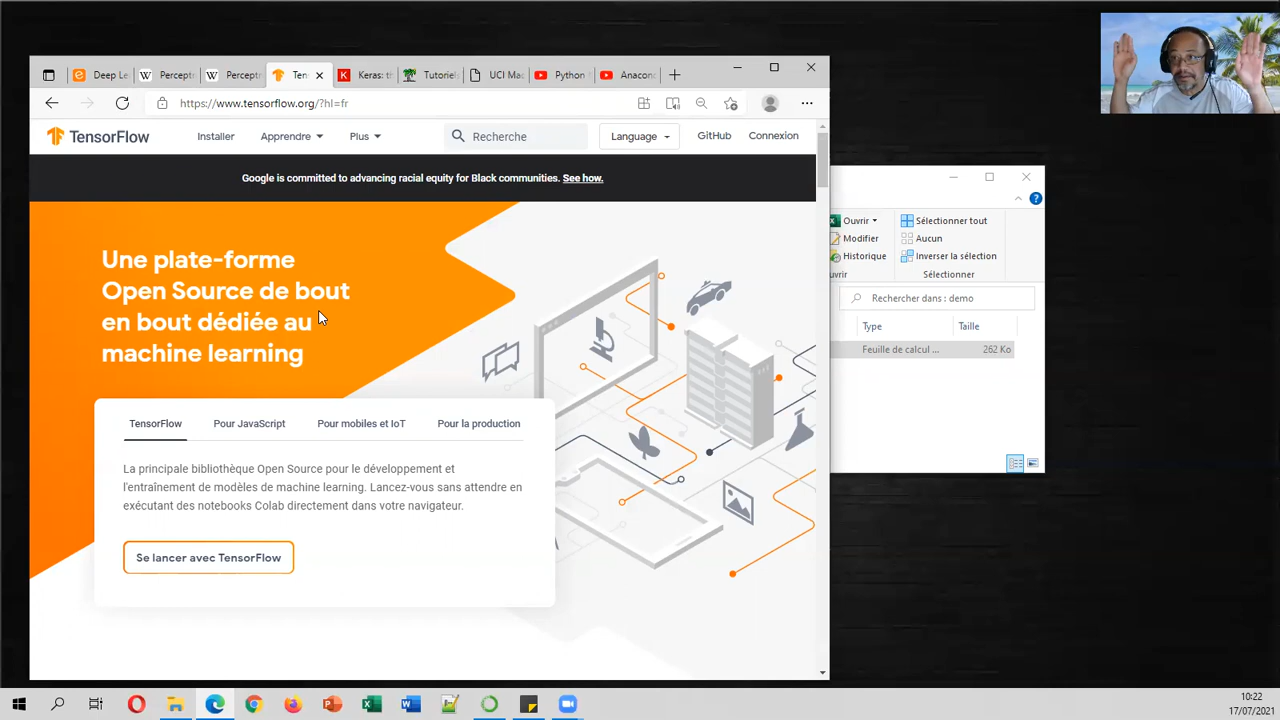 Deep Le
Percept
Percept
Ten
Keras: th
Tutoriels
UCI Mac
Python
Anacon
https://www.tensorflow.org/?hl=fr
TensorFlow
Installer
Apprendre
Plus
Recherche
Language
GitHub
Connexion
Google is committed to advancing racial equity for Black communities. See how.
Une plate-forme
Open Source de bout
en bout dédiée au
machine learning
TensorFlow
Pour JavaScript
Pour mobiles et IoT
Pour la production
La principale bibliothèque Open Source pour le développement et
l'entraînement de modèles de machine learning. Lancez-vous sans attendre en
exécutant des notebooks Colab directement dans votre navigateur.
Se lancer avec TensorFlow
Ouvrir
Sélectionner tout
Modifier
Aucun
Historique
Inverser la sélection
vrir
Sélectionner
Rechercher dans : demo
Type
Taille
Feuille de calcul ...
262 Ko
10:22
17/07/2021